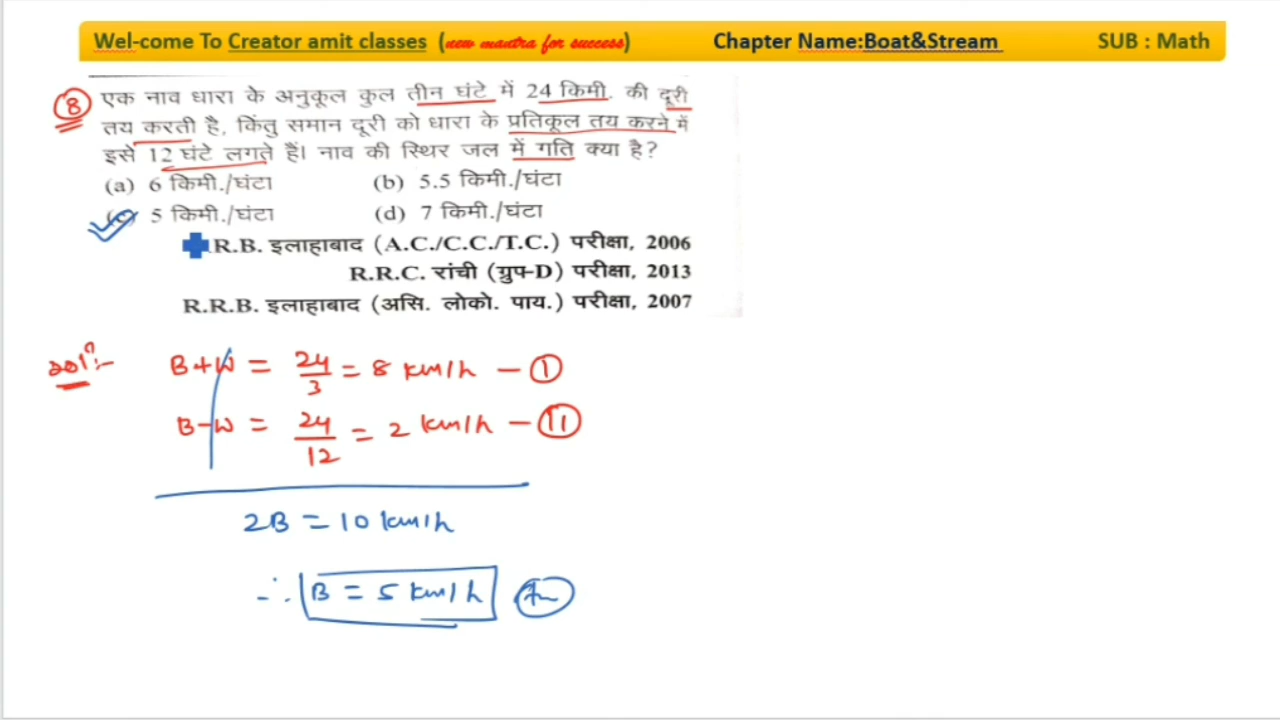 Wel-come To Creator amit classes (new mantra for success) Chapter Name:Boat&Stream SUB : Math
8 एक नाव धारा के अनुकूल कुल तीन घंटे में 24 किमी. की दूरी
तय करती है, किंतु समान दूरी को धारा के प्रतिकूल तय करने में
इसे 12 घंटे लगते हैं। नाव की स्थिर जल में गति क्या है?
(a) 6 किमी./घंटा (b) 5.5 किमी./घंटा
(c) 5 किमी./घंटा (d) 7 किमी./घंटा
R.B. इलाहाबाद (A.C./C.C./T.C.) परीक्षा, 2006
R.R.C. रांची (ग्रुप-D) परीक्षा, 2013
R.R.B. इलाहाबाद (असि. लोको. पाय.) परीक्षा, 2007
Sol^n:- B+W = 24/3 = 8 km/h - 1
B-W = 24/12 = 2 km/h - 11
2B = 10 km/h
∴ B = 5 km/h Ans